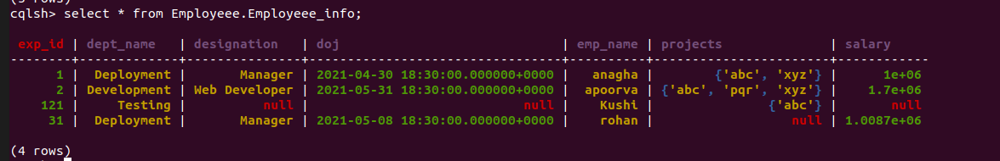 cqlsh> select * from Employeee.Employeee_info;
exp_id | dept_name | designation | doj | emp_name | projects | salary
--------+-------------+---------------+---------------------------------+----------+-----------------------+------------
1 | Deployment | Manager | 2021-04-30 18:30:00.000000+0000 | anagha | {'abc', 'xyz'} | 1e+06
2 | Development | Web Developer | 2021-05-31 18:30:00.000000+0000 | apoorva | {'abc', 'pqr', 'xyz'} | 1.7e+06
121 | Testing | null | null | Kushi | {'abc'} | null
31 | Deployment | Manager | 2021-05-08 18:30:00.000000+0000 | rohan | null | 1.0087e+06
(4 rows)